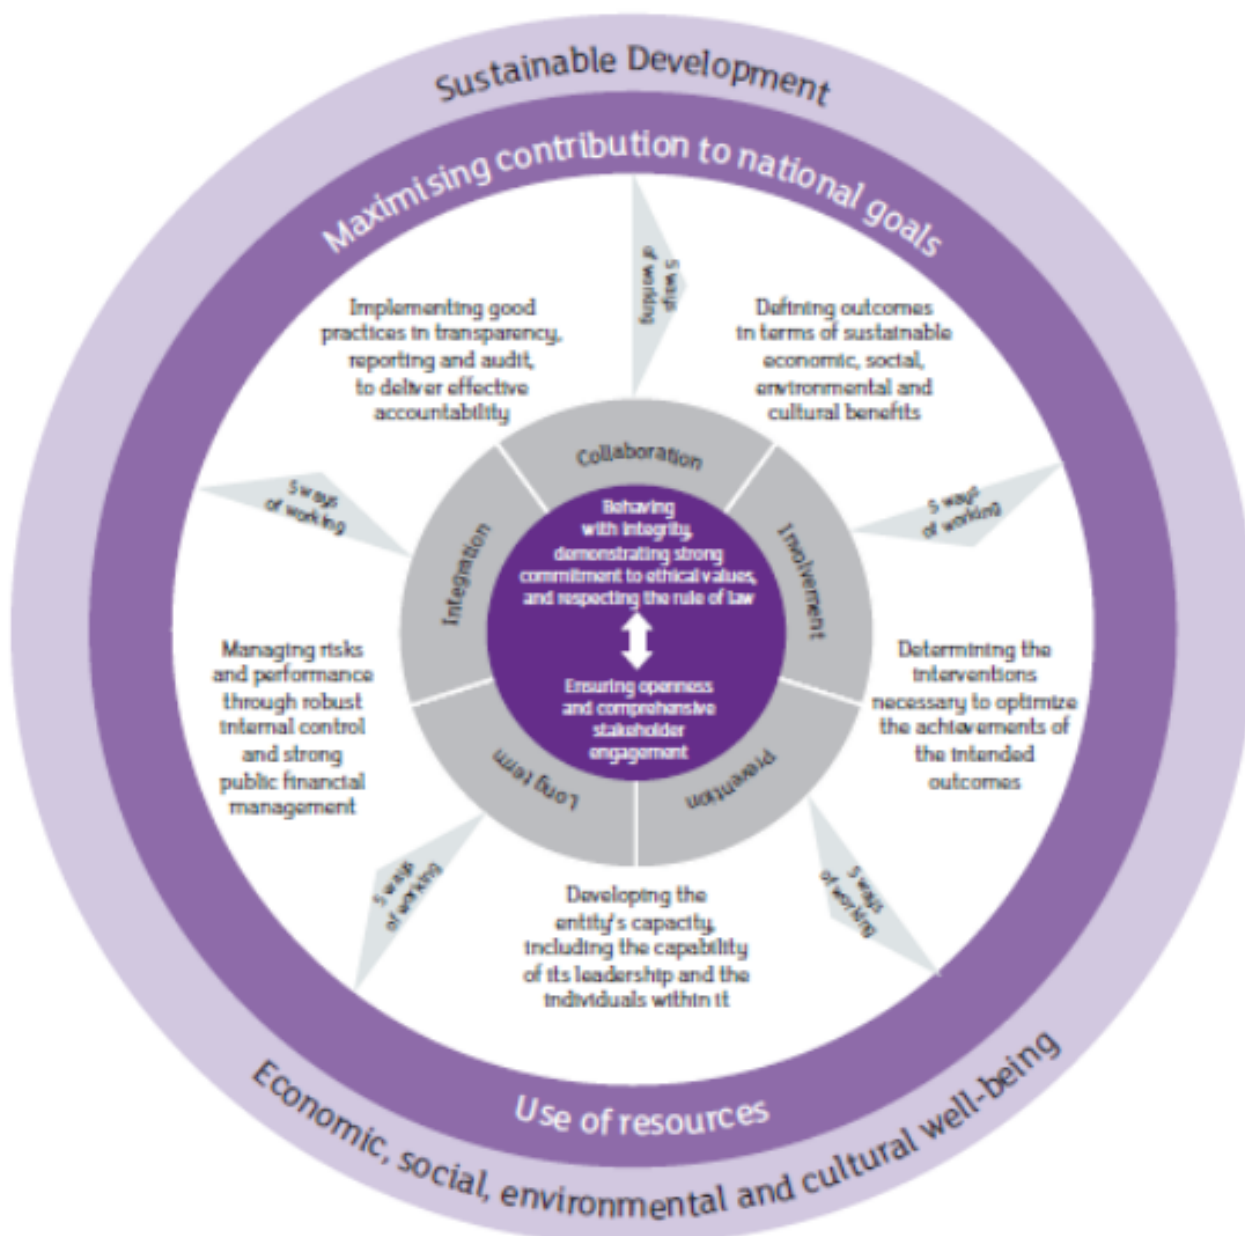 Sustainable Development
Maximising contribution to national goals
5 ways
of working
Implementing good
practices in transparency,
reporting and audit,
to deliver effective
accountability
Defining outcomes
in terms of sustainable
economic, social,
environmental and
cultural benefits
5 ways
of working
5 ways
of working
Collaboration
Integration
Involvement
Behaving
with integrity,
demonstrating strong
commitment to ethical values,
and respecting the rule of law
Ensuring openness
and comprehensive
stakeholder
engagement
Long term
Prevention
Managing risks
and performance
through robust
internal control
and strong
public financial
management
Determining the
interventions
necessary to optimize
the achievements of
the intended
outcomes
5 ways
of working
5 ways
of working
Developing the
entity's capacity,
including the capability
of its leadership and the
individuals within it
Use of resources
Economic, social, environmental and cultural well-being